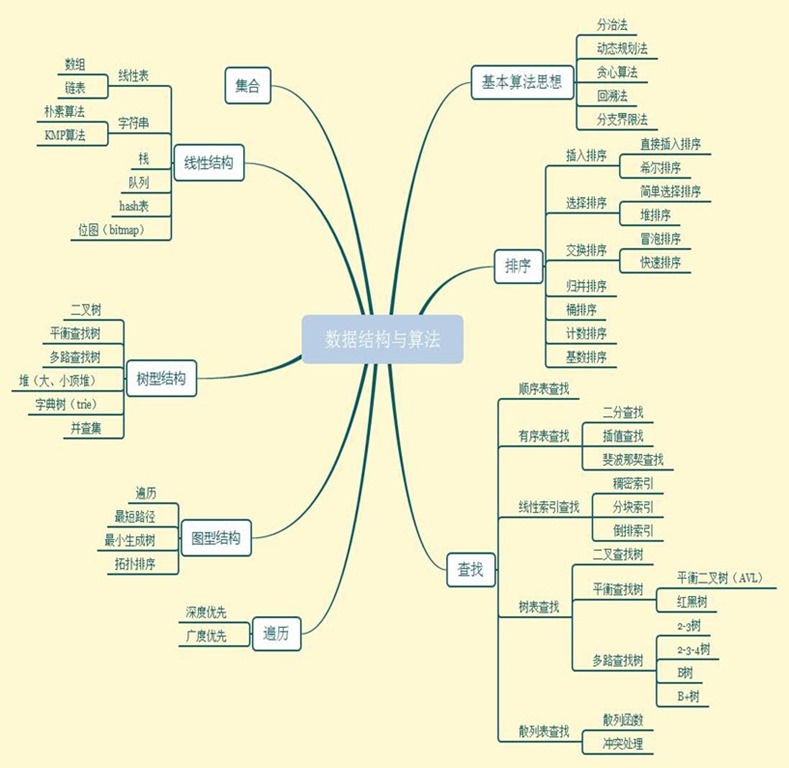 数据结构与算法
集合
线性结构
线性表
数组
链表
字符串
朴素算法
KMP算法
栈
队列
hash表
位图（bitmap）
树型结构
二叉树
平衡查找树
多路查找树
堆（大、小顶堆）
字典树（trie）
并查集
图型结构
遍历
最短路径
最小生成树
拓扑排序
遍历
深度优先
广度优先
基本算法思想
分治法
动态规划法
贪心算法
回溯法
分支界限法
排序
插入排序
直接插入排序
希尔排序
选择排序
简单选择排序
堆排序
交换排序
冒泡排序
快速排序
归并排序
桶排序
计数排序
基数排序
查找
顺序表查找
有序表查找
二分查找
插值查找
斐波那契查找
线性索引查找
稠密索引
分块索引
倒排索引
树表查找
二叉查找树
平衡查找树
平衡二叉树（AVL）
红黑树
多路查找树
2-3树
2-3-4树
B树
B+树
散列表查找
散列函数
冲突处理